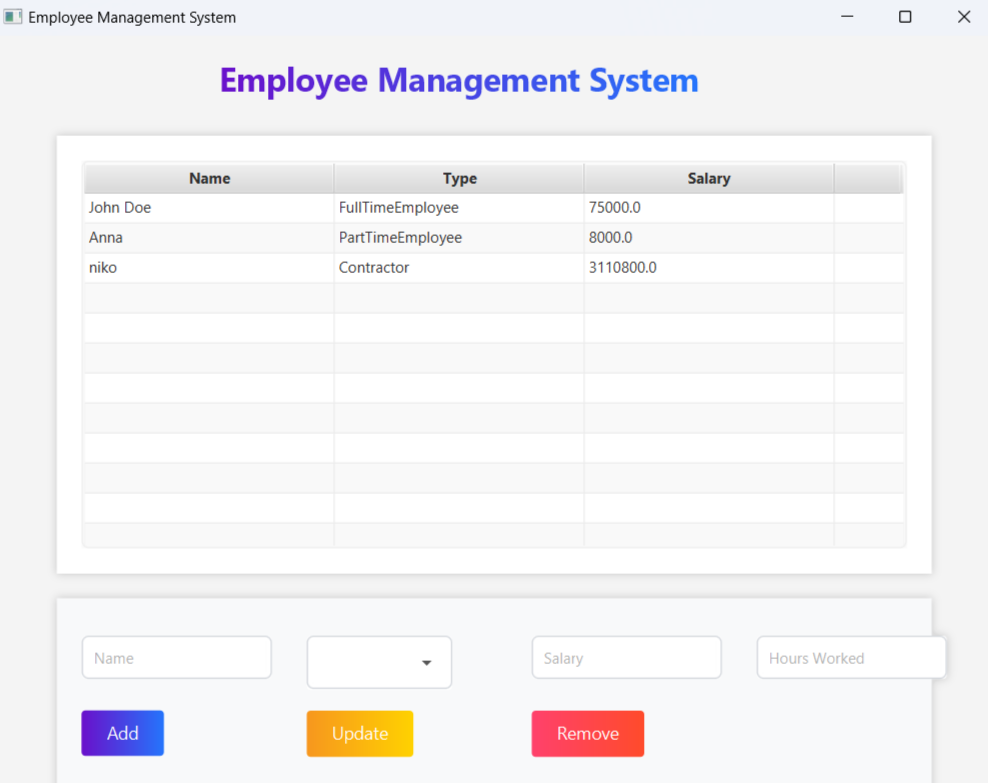 Employee Management System
Employee Management System
Name Type Salary
John Doe FullTimeEmployee 75000.0
Anna PartTimeEmployee 8000.0
niko Contractor 3110800.0
Name Salary Hours Worked
Add Update Remove